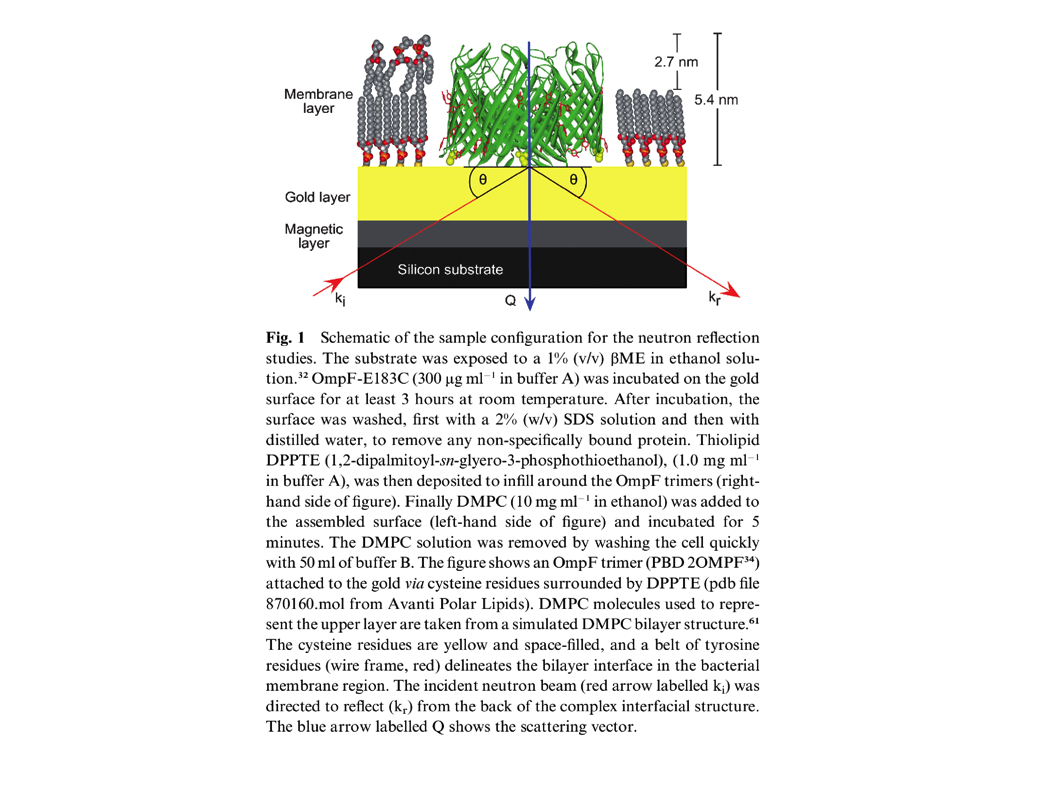 2.7 nm
Membrane
layer
5.4 nm
θ
θ
Gold layer
Magnetic
layer
Silicon substrate
ki
Q
kr
Fig. 1 Schematic of the sample configuration for the neutron reflection
studies. The substrate was exposed to a 1% (v/v) βME in ethanol solu-
tion.³² OmpF-E183C (300 μg ml⁻¹ in buffer A) was incubated on the gold
surface for at least 3 hours at room temperature. After incubation, the
surface was washed, first with a 2% (w/v) SDS solution and then with
distilled water, to remove any non-specifically bound protein. Thiolipid
DPPTE (1,2-dipalmitoyl-sn-glyero-3-phosphothioethanol), (1.0 mg ml⁻¹
in buffer A), was then deposited to infill around the OmpF trimers (right-
hand side of figure). Finally DMPC (10 mg ml⁻¹ in ethanol) was added to
the assembled surface (left-hand side of figure) and incubated for 5
minutes. The DMPC solution was removed by washing the cell quickly
with 50 ml of buffer B. The figure shows an OmpF trimer (PBD 2OMPF³⁴)
attached to the gold via cysteine residues surrounded by DPPTE (pdb file
870160.mol from Avanti Polar Lipids). DMPC molecules used to repre-
sent the upper layer are taken from a simulated DMPC bilayer structure.⁶¹
The cysteine residues are yellow and space-filled, and a belt of tyrosine
residues (wire frame, red) delineates the bilayer interface in the bacterial
membrane region. The incident neutron beam (red arrow labelled ki) was
directed to reflect (kr) from the back of the complex interfacial structure.
The blue arrow labelled Q shows the scattering vector.